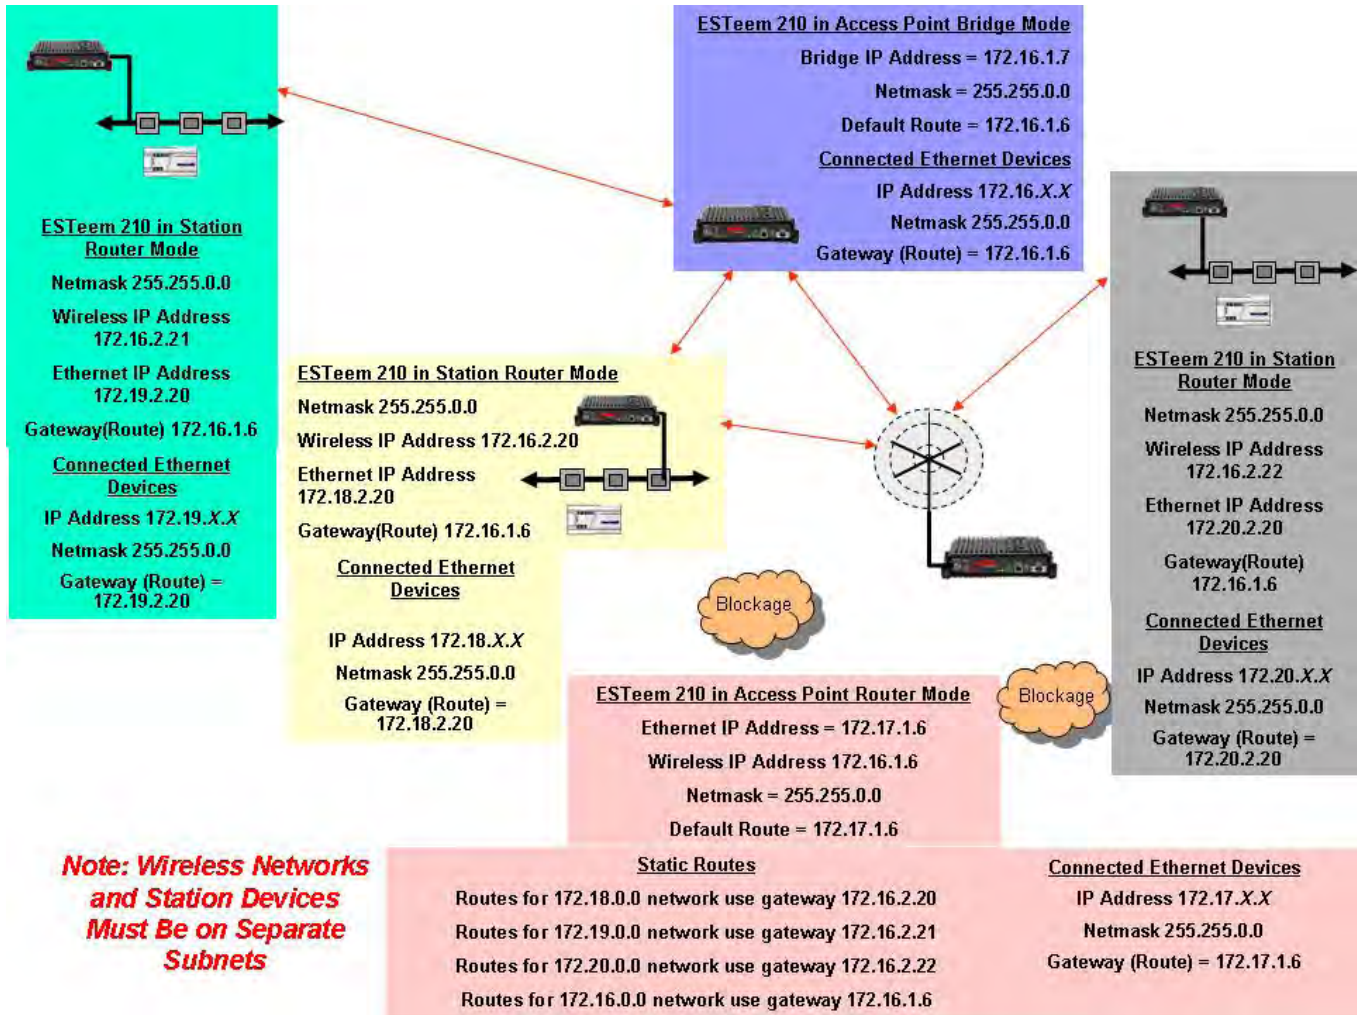 ESTeem 210 in Station
Router Mode
Netmask 255.255.0.0
Wireless IP Address
172.16.2.21
Ethernet IP Address
172.19.2.20
Gateway(Route) 172.16.1.6
Connected Ethernet
Devices
IP Address 172.19.X.X
Netmask 255.255.0.0
Gateway (Route) =
172.19.2.20
ESTeem 210 in Access Point Bridge Mode
Bridge IP Address = 172.16.1.7
Netmask = 255.255.0.0
Default Route = 172.16.1.6
Connected Ethernet Devices
IP Address 172.16.X.X
Netmask 255.255.0.0
Gateway (Route) = 172.16.1.6
ESTeem 210 in Station Router Mode
Netmask 255.255.0.0
Wireless IP Address 172.16.2.20
Ethernet IP Address
172.18.2.20
Gateway(Route) 172.16.1.6
Connected Ethernet
Devices
IP Address 172.18.X.X
Netmask 255.255.0.0
Gateway (Route) =
172.18.2.20
ESTeem 210 in Station
Router Mode
Netmask 255.255.0.0
Wireless IP Address
172.16.2.22
Ethernet IP Address
172.20.2.20
Gateway(Route)
172.16.1.6
Connected Ethernet
Devices
IP Address 172.20.X.X
Netmask 255.255.0.0
Gateway (Route) =
172.20.2.20
Blockage
Blockage
ESTeem 210 in Access Point Router Mode
Ethernet IP Address = 172.17.1.6
Wireless IP Address 172.16.1.6
Netmask = 255.255.0.0
Default Route = 172.17.1.6
Note: Wireless Networks
and Station Devices
Must Be on Separate
Subnets
Static Routes
Routes for 172.18.0.0 network use gateway 172.16.2.20
Routes for 172.19.0.0 network use gateway 172.16.2.21
Routes for 172.20.0.0 network use gateway 172.16.2.22
Routes for 172.16.0.0 network use gateway 172.16.1.6
Connected Ethernet Devices
IP Address 172.17.X.X
Netmask 255.255.0.0
Gateway (Route) = 172.17.1.6